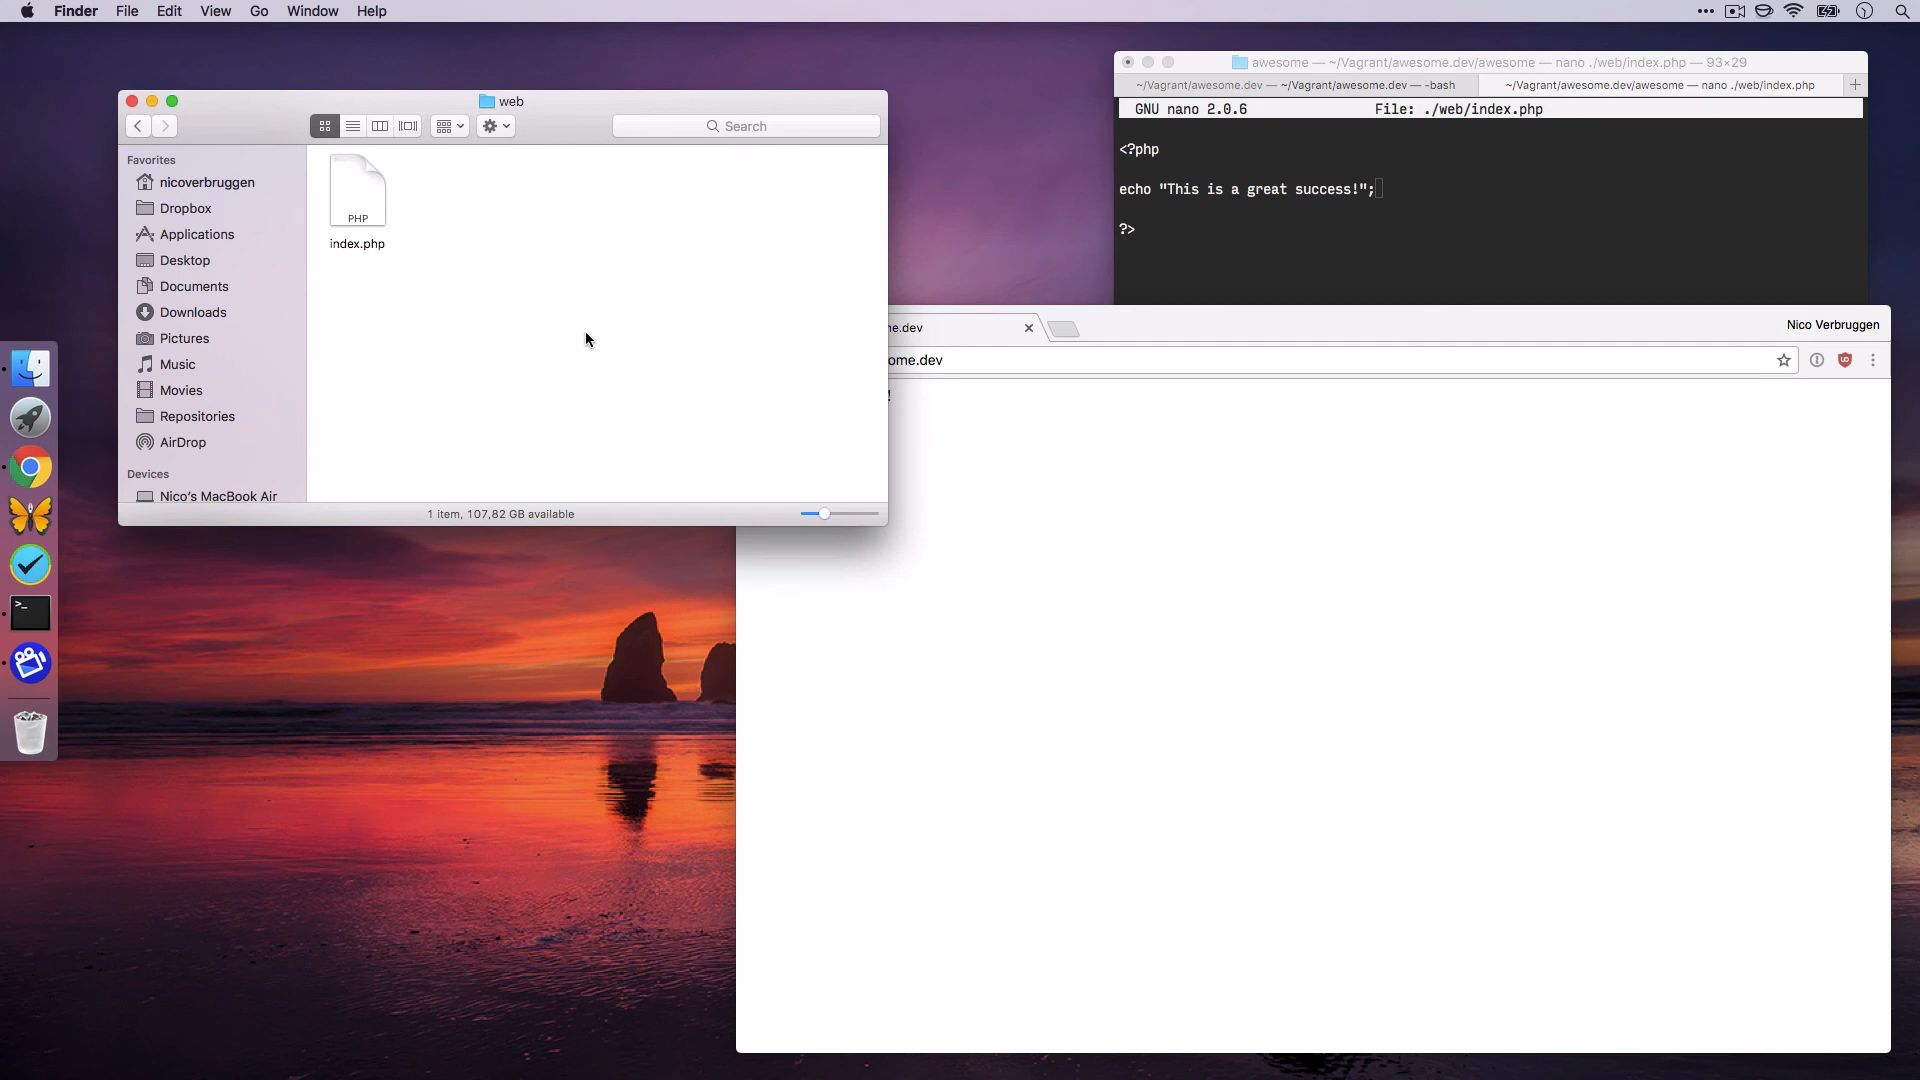 Finder File Edit View Go Window Help
web
Search
Favorites
nicoverbruggen
Dropbox
Applications
Desktop
Documents
Downloads
Pictures
Music
Movies
Repositories
AirDrop
Devices
Nico's MacBook Air
PHP
index.php
1 item, 107,82 GB available
awesome — ~/Vagrant/awesome.dev/awesome — nano ./web/index.php — 93×29
~/Vagrant/awesome.dev — ~/Vagrant/awesome.dev — -bash
~/Vagrant/awesome.dev/awesome — nano ./web/index.php
GNU nano 2.0.6 File: ./web/index.php
<?php
echo "This is a great success!";
?>
me.dev
Nico Verbruggen
ome.dev
!